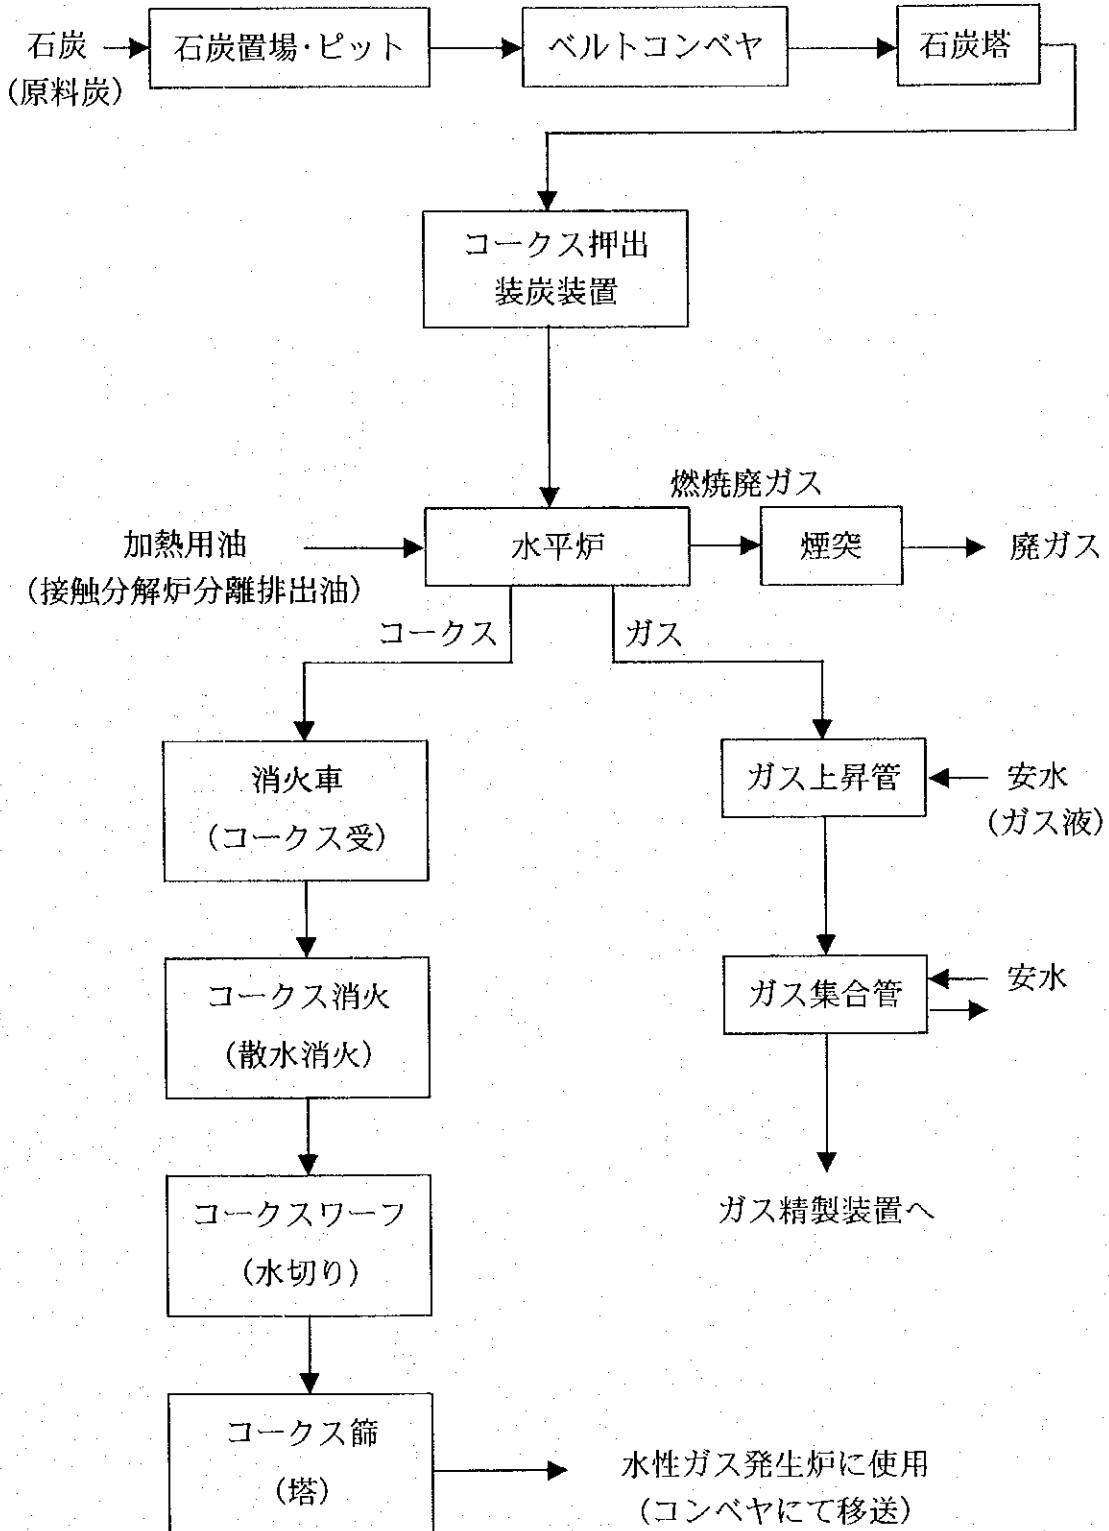 石炭
(原料炭)
石炭置場・ピット
ベルトコンベヤ
石炭塔
コークス押出
装炭装置
燃焼廃ガス
加熱用油
(接触分解炉分離排出油)
水平炉
煙突
廃ガス
コークス
ガス
消火車
(コークス受)
ガス上昇管
安水
(ガス液)
コークス消火
(散水消火)
ガス集合管
安水
コークスワーフ
(水切り)
ガス精製装置へ
コークス篩
(塔)
水性ガス発生炉に使用
(コンベヤにて移送)